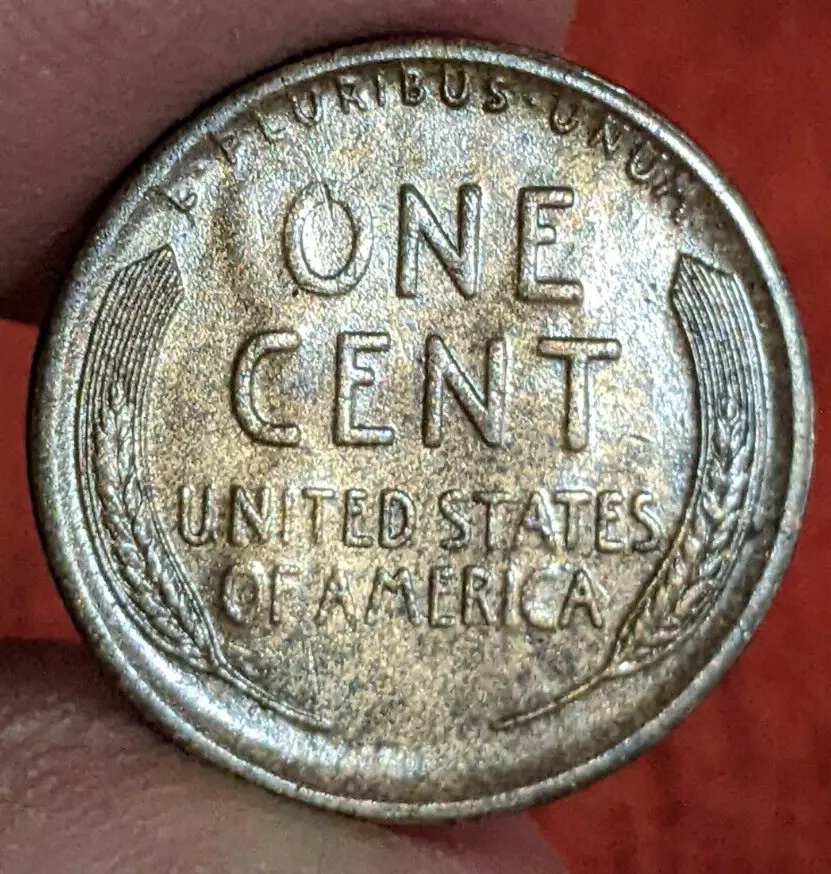 E·PLURIBUS·UNUM
ONE
CENT
UNITED STATES
OF AMERICA